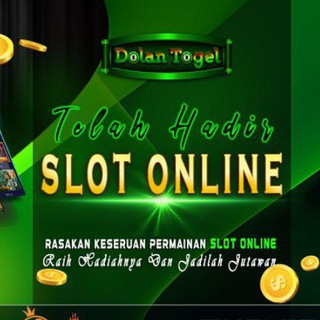 Dolan Togel
Telah Hadir
SLOT ONLINE
RASAKAN KESERUAN PERMAINAN SLOT ONLINE
Raih Hadiahnya Dan Jadilah Jutawan